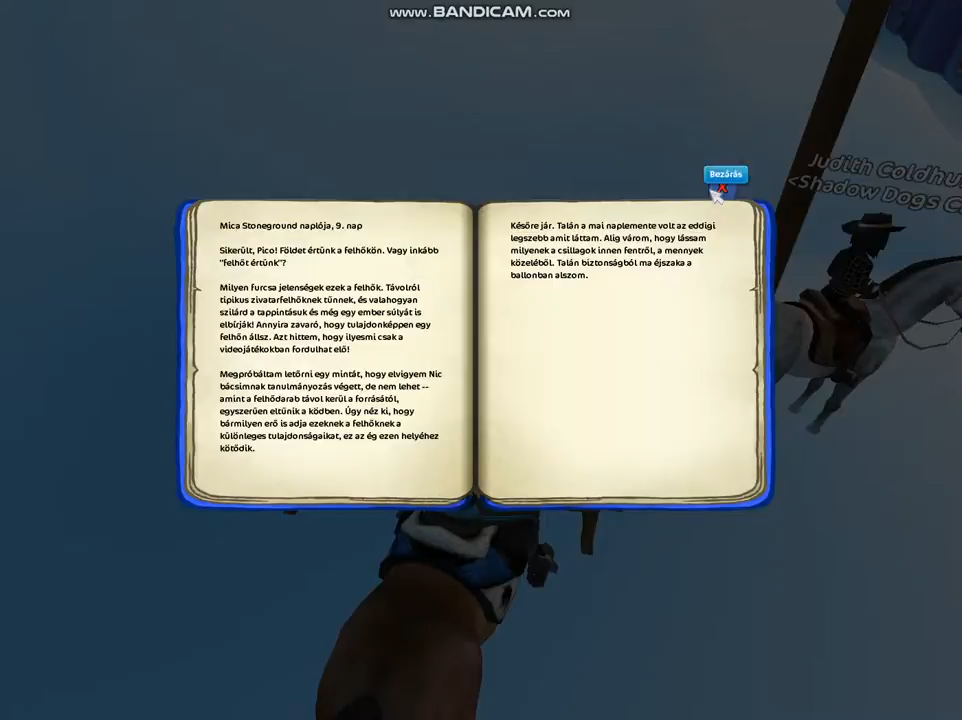 www.BANDICAM.com
Bezárás
Judith Coldhu
<Shadow Dogs C
Mica Stoneground naplója, 9. nap
Sikerült, Pico! Földet értünk a felhőkön. Vagy inkább
"felhőt értünk"?
Milyen furcsa jelenségek ezek a felhők. Távolról
tipikus zivatarfelhőknek tűnnek, és valahogyan
szilárd a tappintásuk és még egy ember súlyát is
elbírják! Annyira zavaró, hogy tulajdonképpen egy
felhőn állsz. Azt hittem, hogy ilyesmi csak a
videojátékokban fordulhat elő!
Megpróbáltam letörni egy mintát, hogy elvigyem Nic
bácsimnak tanulmányozás végett, de nem lehet --
amint a felhődarab távol kerül a forrásától,
egyszerűen eltűnik a ködben. Úgy néz ki, hogy
bármilyen erő is adja ezeknek a felhőknek a
különleges tulajdonságaikat, ez az ég ezen helyéhez
kötődik.
Későre jár. Talán a mai naplemente volt az eddigi
legszebb amit láttam. Alig várom, hogy lássam
milyenek a csillagok innen fentről, a mennyek
közeléből. Talán biztonságból ma éjszaka a
ballonban alszom.